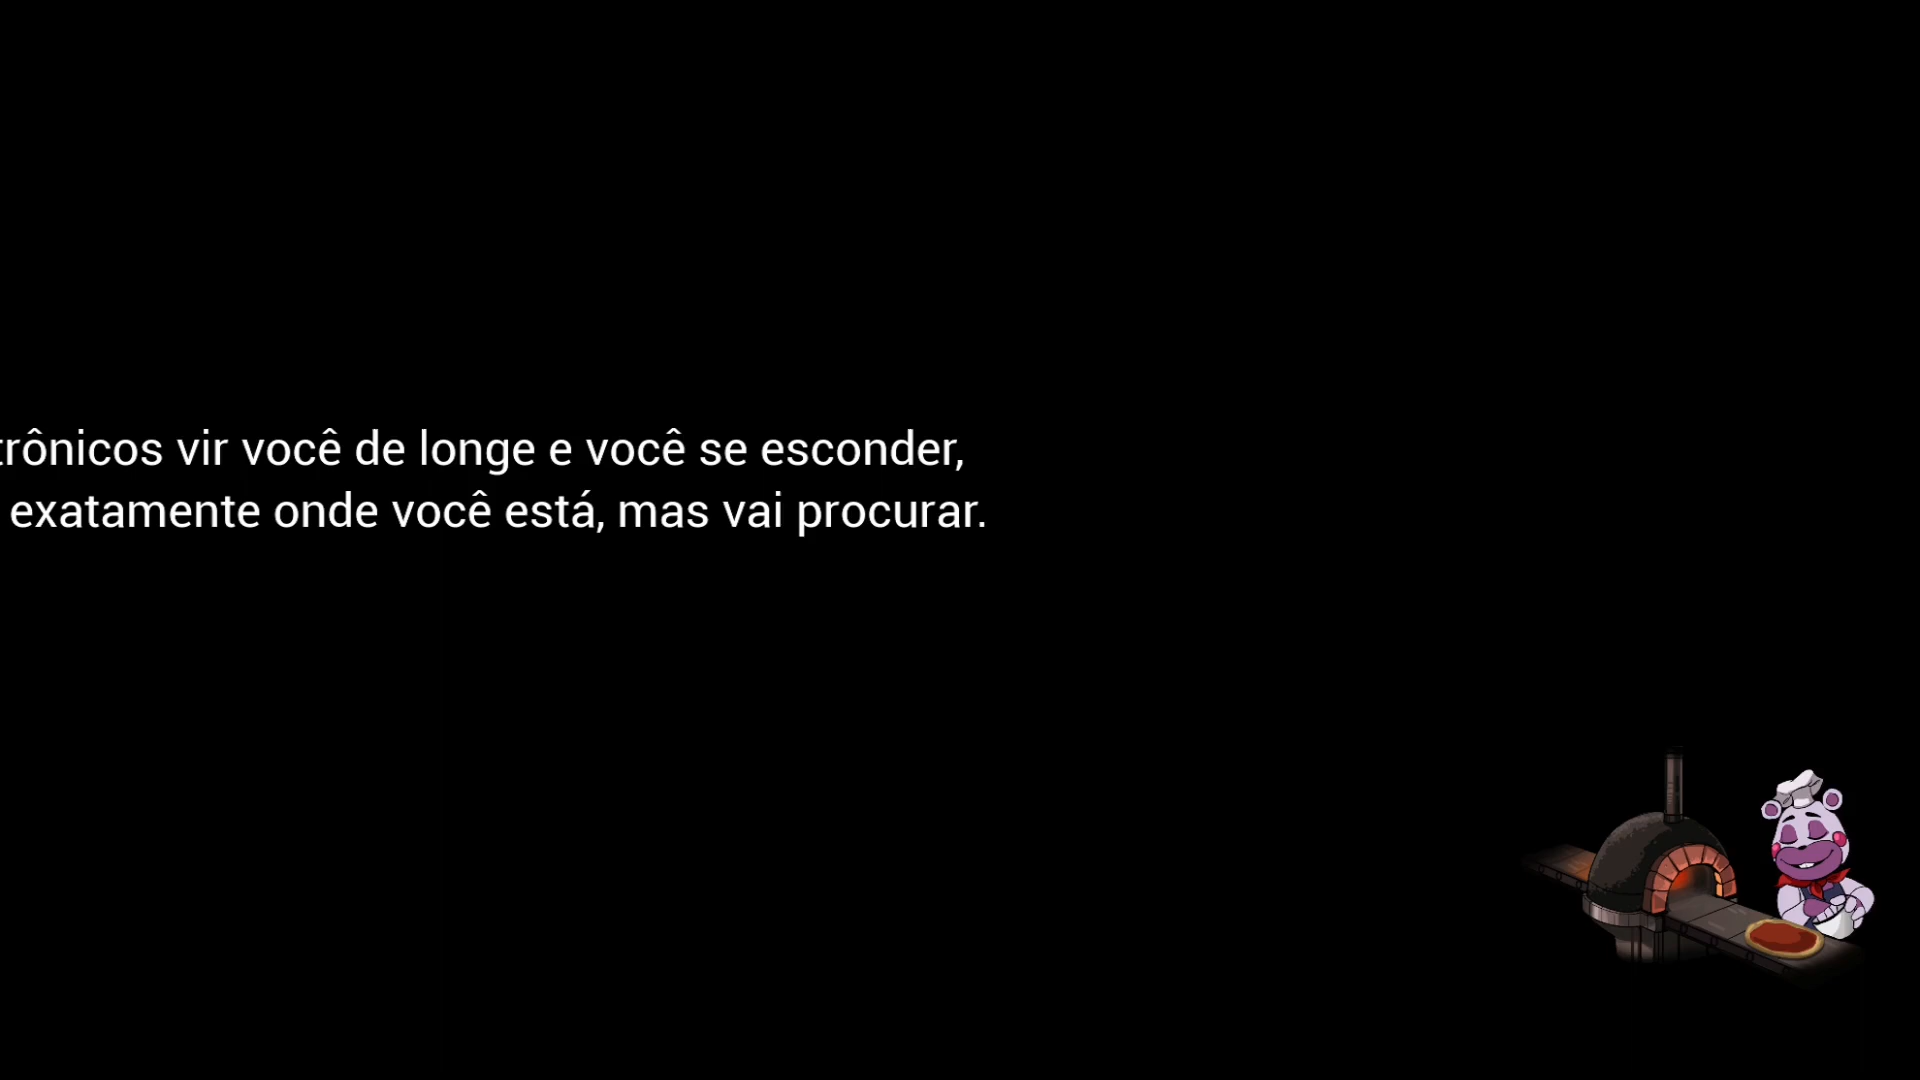 trônicos vir você de longe e você se esconder,
exatamente onde você está, mas vai procurar.